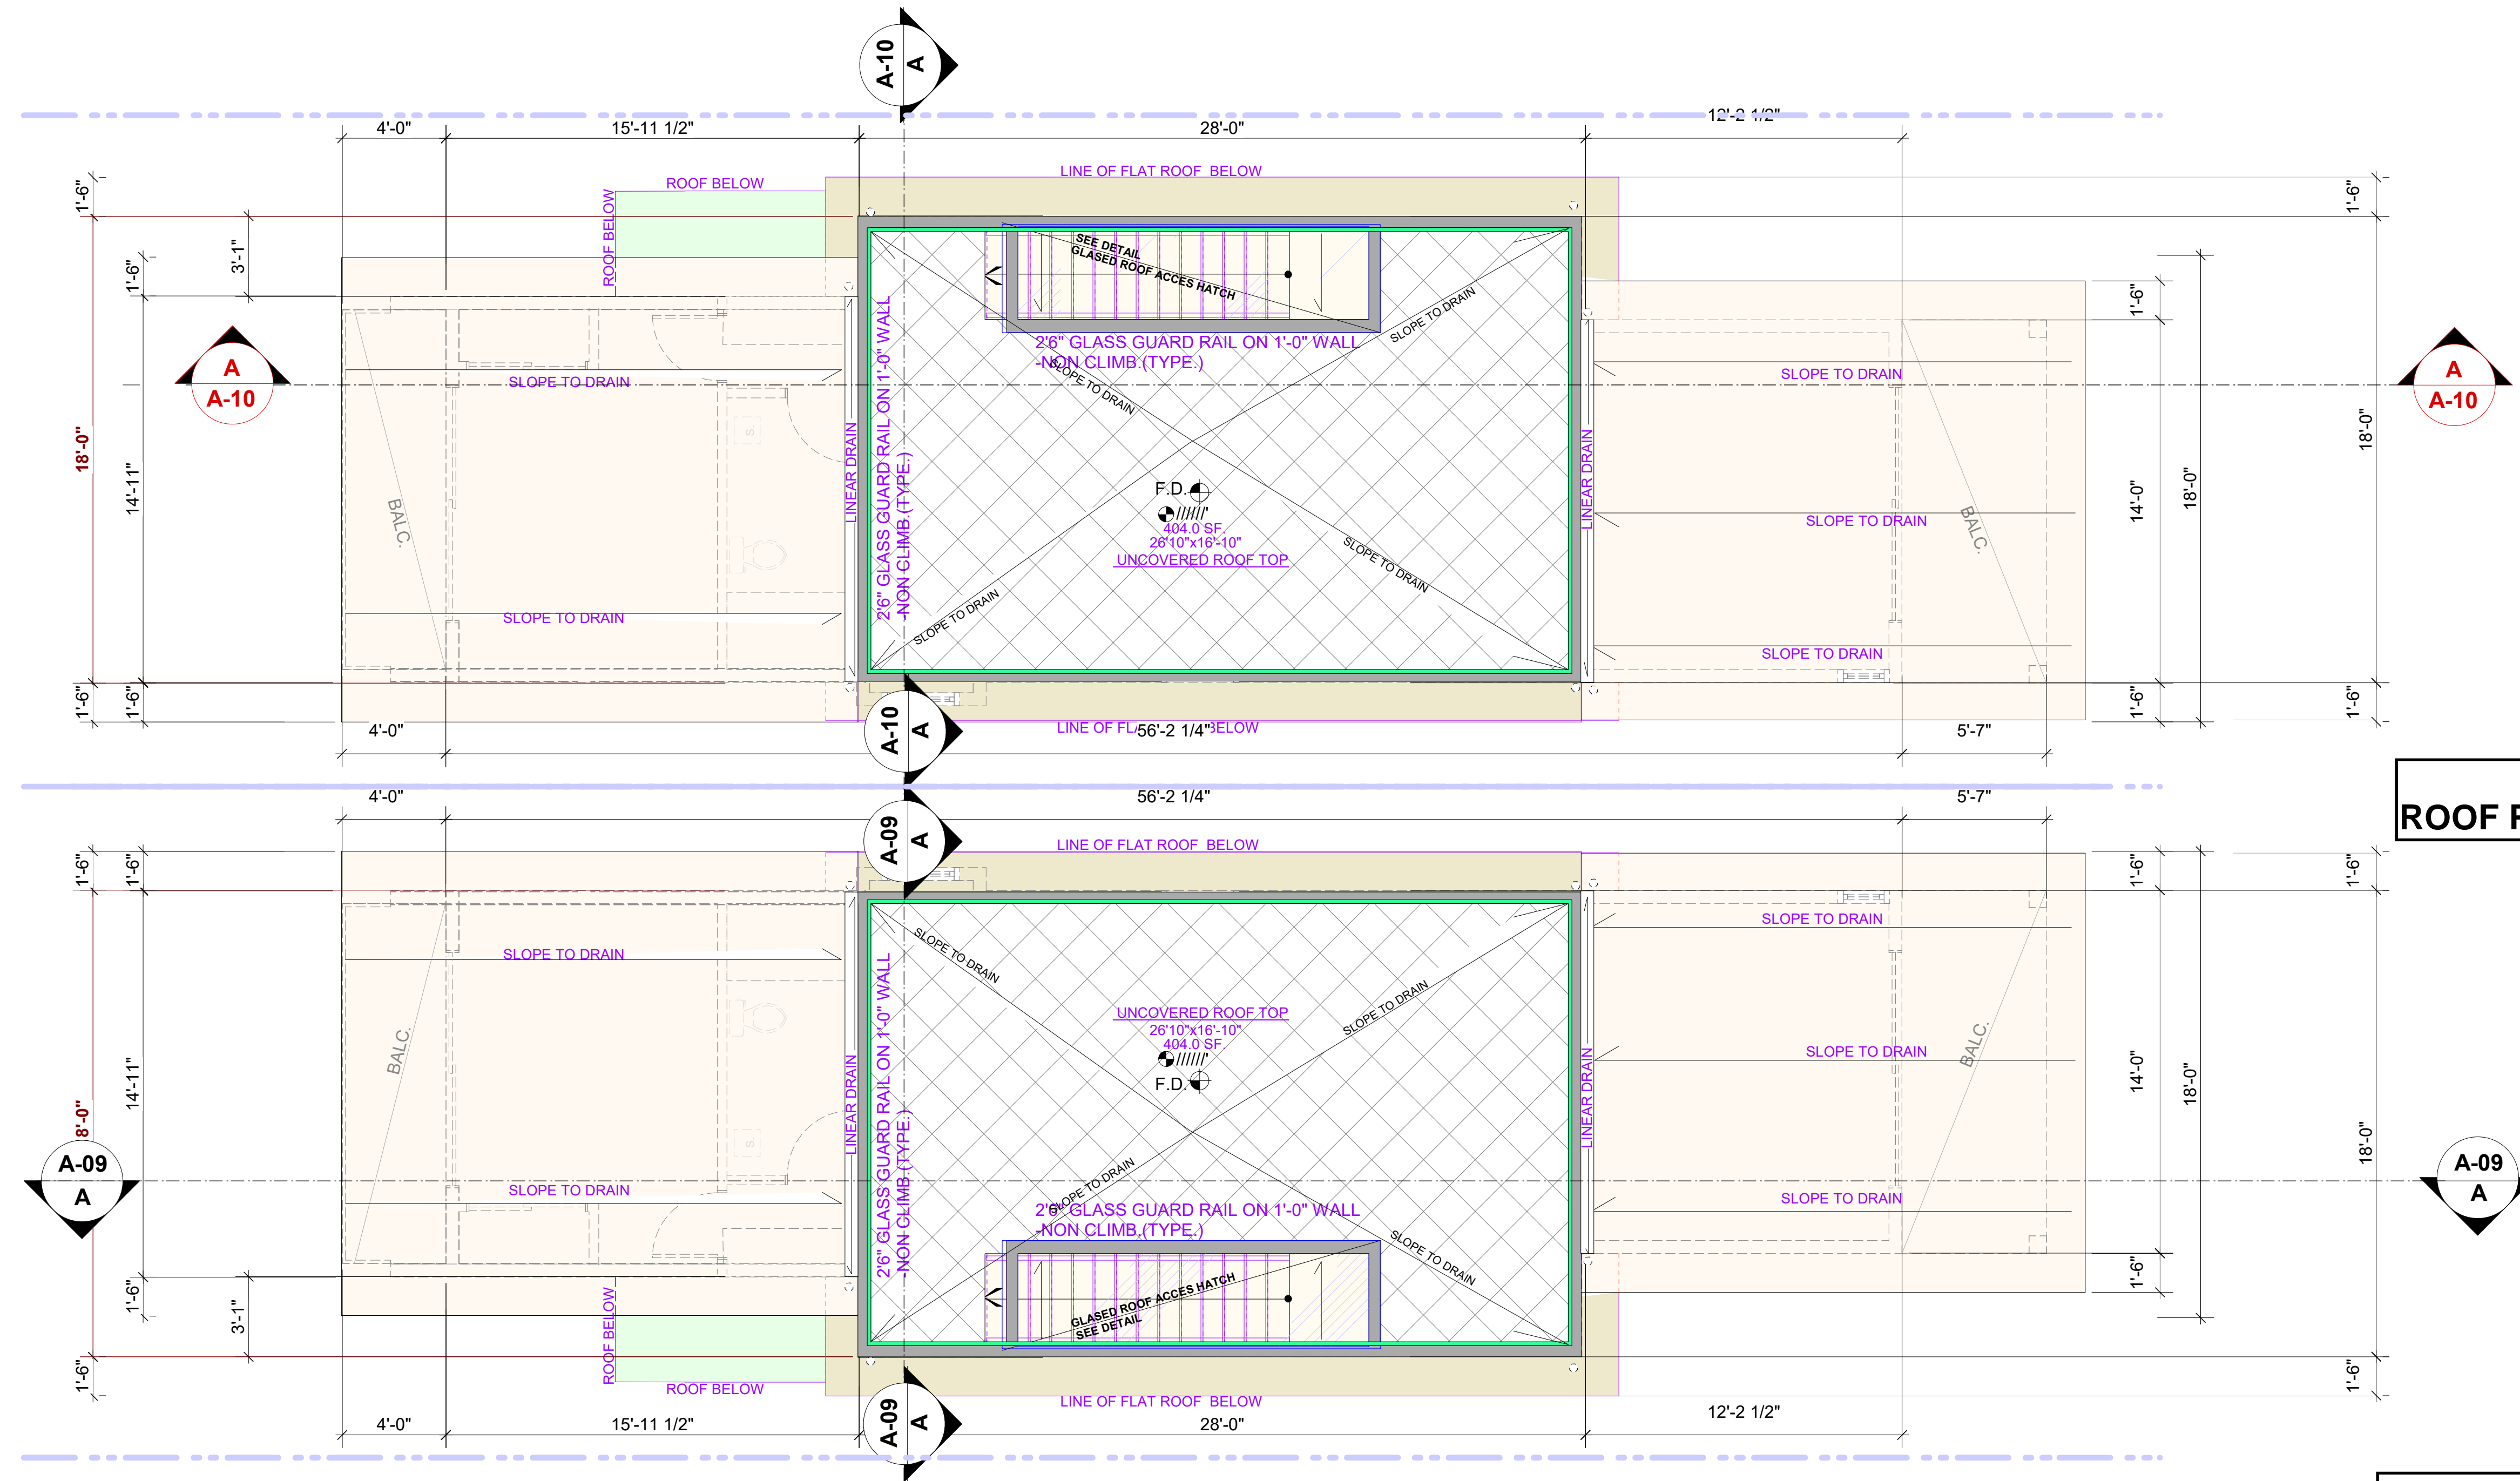 A-10
A
4'-0"
15'-11 1/2"
28'-0"
12'-2 1/2"
1'-6"
ROOF BELOW
LINE OF FLAT ROOF  BELOW
1'-6"
ROOF BELOW
3'-1"
1'-6"
SEE DETAIL
GLASED ROOF ACCES HATCH
SLOPE TO DRAIN
1'-6"
2'6" GLASS GUARD RAIL ON 1'-0" WALL
-NON CLIMB.(TYPE.)
A
A-10
SLOPE TO DRAIN
SLOPE TO DRAIN
SLOPE TO DRAIN
A
A-10
18'-0"
14'-11"
BALC.
S.
LINEAR DRAIN
2'6" GLASS GUARD RAIL ON 1'-0" WALL
-NON CLIMB.(TYPE.)
F.D.
//////'
404.0 SF.
26'10"x16'-10"
UNCOVERED ROOF TOP
SLOPE TO DRAIN
LINEAR DRAIN
SLOPE TO DRAIN
BALC.
14'-0"
18'-0"
18'-0"
SLOPE TO DRAIN
SLOPE TO DRAIN
SLOPE TO DRAIN
1'-6"
1'-6"
1'-6"
1'-6"
A-10
A
4'-0"
LINE OF FL
56'-2 1/4"
BELOW
5'-7"
ROOF
4'-0"
56'-2 1/4"
5'-7"
A-09
A
LINE OF FLAT ROOF  BELOW
1'-6"
1'-6"
1'-6"
1'-6"
SLOPE TO DRAIN
SLOPE TO DRAIN
SLOPE TO DRAIN
BALC.
14'-11"
8'-0"
S.
LINEAR DRAIN
2'6" GLASS GUARD RAIL ON 1'-0" WALL
-NON CLIMB.(TYPE.)
UNCOVERED ROOF TOP
26'10"x16'-10"
404.0 SF.
//////'
F.D.
SLOPE TO DRAIN
LINEAR DRAIN
SLOPE TO DRAIN
BALC.
14'-0"
18'-0"
18'-0"
A-09
A
SLOPE TO DRAIN
SLOPE TO DRAIN
2'6" GLASS GUARD RAIL ON 1'-0" WALL
-NON CLIMB.(TYPE.)
SLOPE TO DRAIN
SLOPE TO DRAIN
A-09
A
1'-6"
3'-1"
1'-6"
ROOF BELOW
ROOF BELOW
GLASED ROOF ACCES HATCH
SEE DETAIL
LINE OF FLAT ROOF  BELOW
1'-6"
1'-6"
4'-0"
15'-11 1/2"
A-09
A
28'-0"
12'-2 1/2"